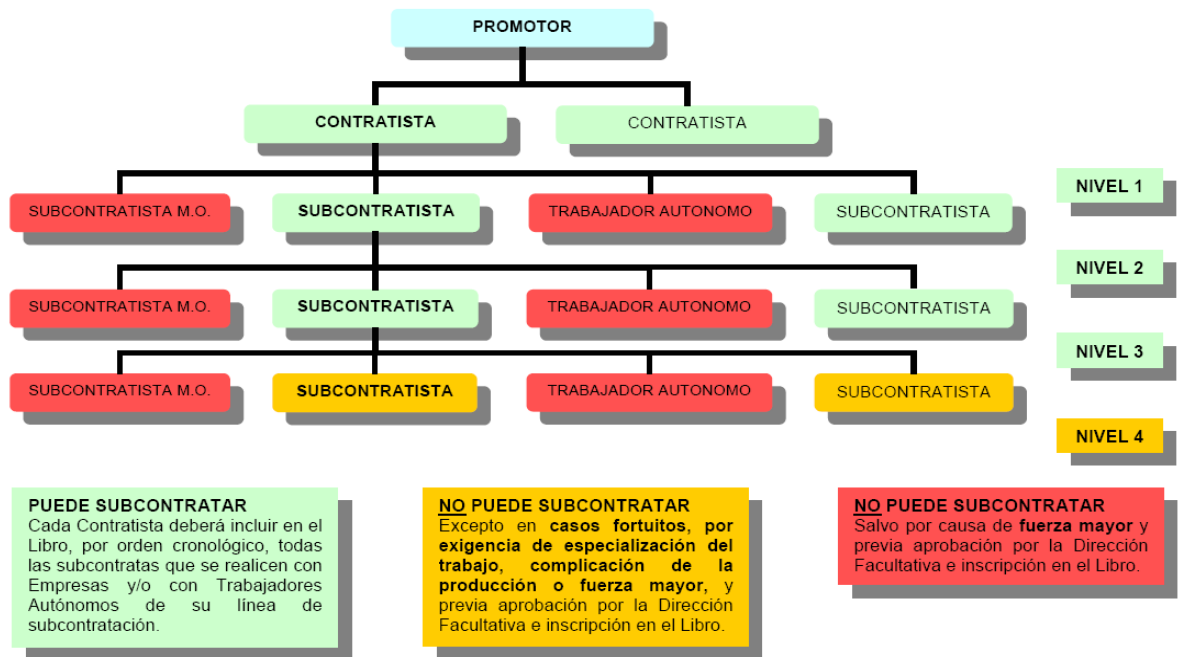 PROMOTOR
CONTRATISTA
CONTRATISTA
SUBCONTRATISTA M.O.
SUBCONTRATISTA
TRABAJADOR AUTONOMO
SUBCONTRATISTA
NIVEL 1
SUBCONTRATISTA M.O.
SUBCONTRATISTA
TRABAJADOR AUTONOMO
SUBCONTRATISTA
NIVEL 2
SUBCONTRATISTA M.O.
SUBCONTRATISTA
TRABAJADOR AUTONOMO
SUBCONTRATISTA
NIVEL 3
NIVEL 4
PUEDE SUBCONTRATAR
Cada Contratista deberá incluir en el
Libro, por orden cronológico, todas
las subcontratas que se realicen con
Empresas y/o con Trabajadores
Autónomos de su línea de
subcontratación.
NO PUEDE SUBCONTRATAR
Excepto en casos fortuitos, por
exigencia de especialización del
trabajo, complicación de la
producción o fuerza mayor, y
previa aprobación por la Dirección
Facultativa e inscripción en el Libro.
NO PUEDE SUBCONTRATAR
Salvo por causa de fuerza mayor y
previa aprobación por la Dirección
Facultativa e inscripción en el Libro.